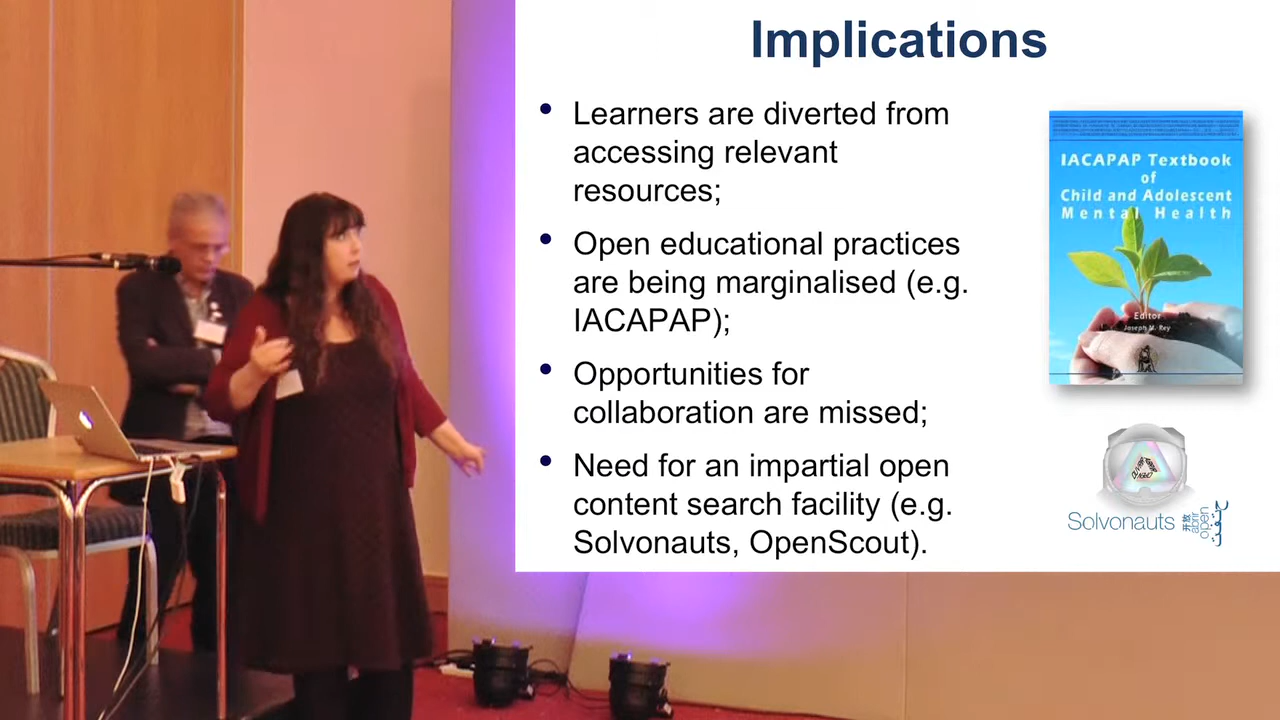 Implications
• Learners are diverted from
accessing relevant
resources;
• Open educational practices
are being marginalised (e.g.
IACAPAP);
• Opportunities for
collaboration are missed;
• Need for an impartial open
content search facility (e.g.
Solvonauts, OpenScout).
IACAPAP Textbook
of
Child and Adolescent
Mental Health
Editor
Joseph M. Rey
Solvonauts
open